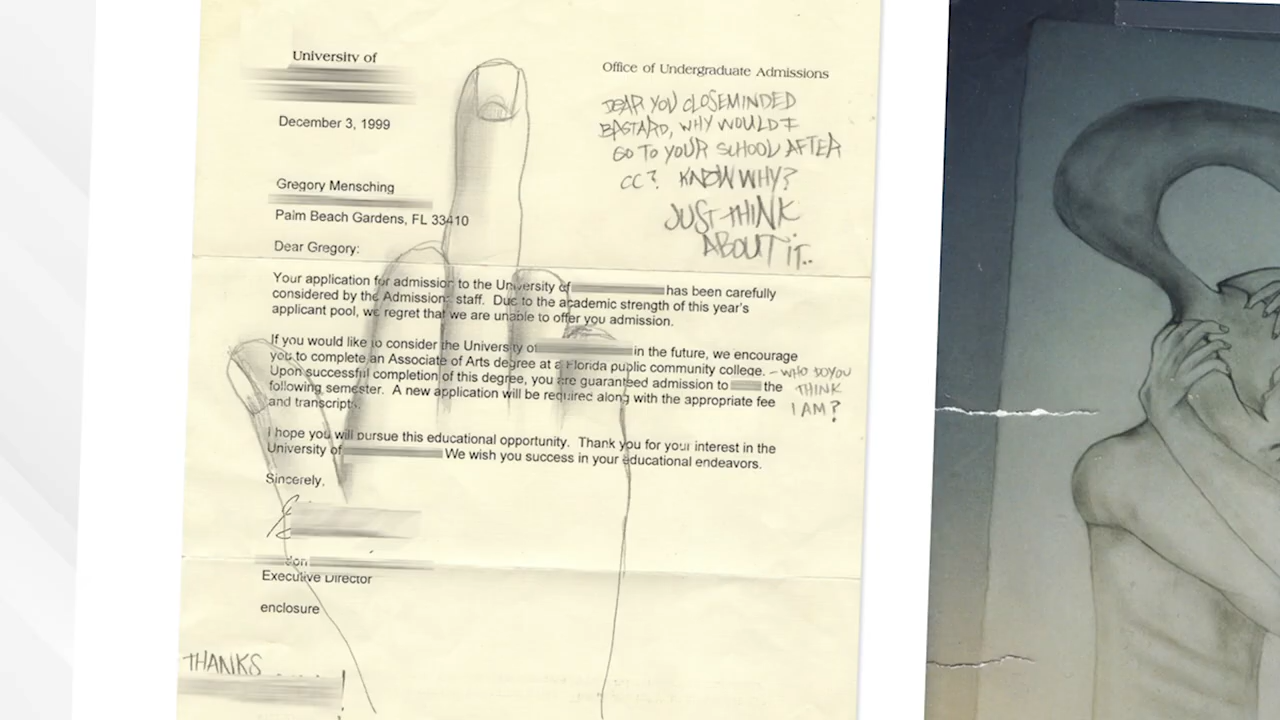 University of
Office of Undergraduate Admissions
December 3, 1999
DEAR YOU CLOSEMINDED
BASTARD, WHY WOULD I
GO TO YOUR SCHOOL AFTER
CC? KNOW WHY?
JUST THINK
ABOUT IT..
Gregory Mensching
Palm Beach Gardens, FL 33410
Dear Gregory:
Your application for admission to the University of has been carefully
considered by the Admissions staff. Due to the academic strength of this year's
applicant pool, we regret that we are unable to offer you admission.
If you would like to consider the University of in the future, we encourage
you to complete an Associate of Arts degree at a Florida public community college.
Upon successful completion of this degree, you are guaranteed admission to the
following semester. A new application will be required along with the appropriate fee
and transcripts.
- WHO DO YOU
THINK
I AM?
I hope you will pursue this educational opportunity. Thank you for your interest in the
University of We wish you success in your educational endeavors.
Sincerely,
Executive Director
enclosure
THANKS